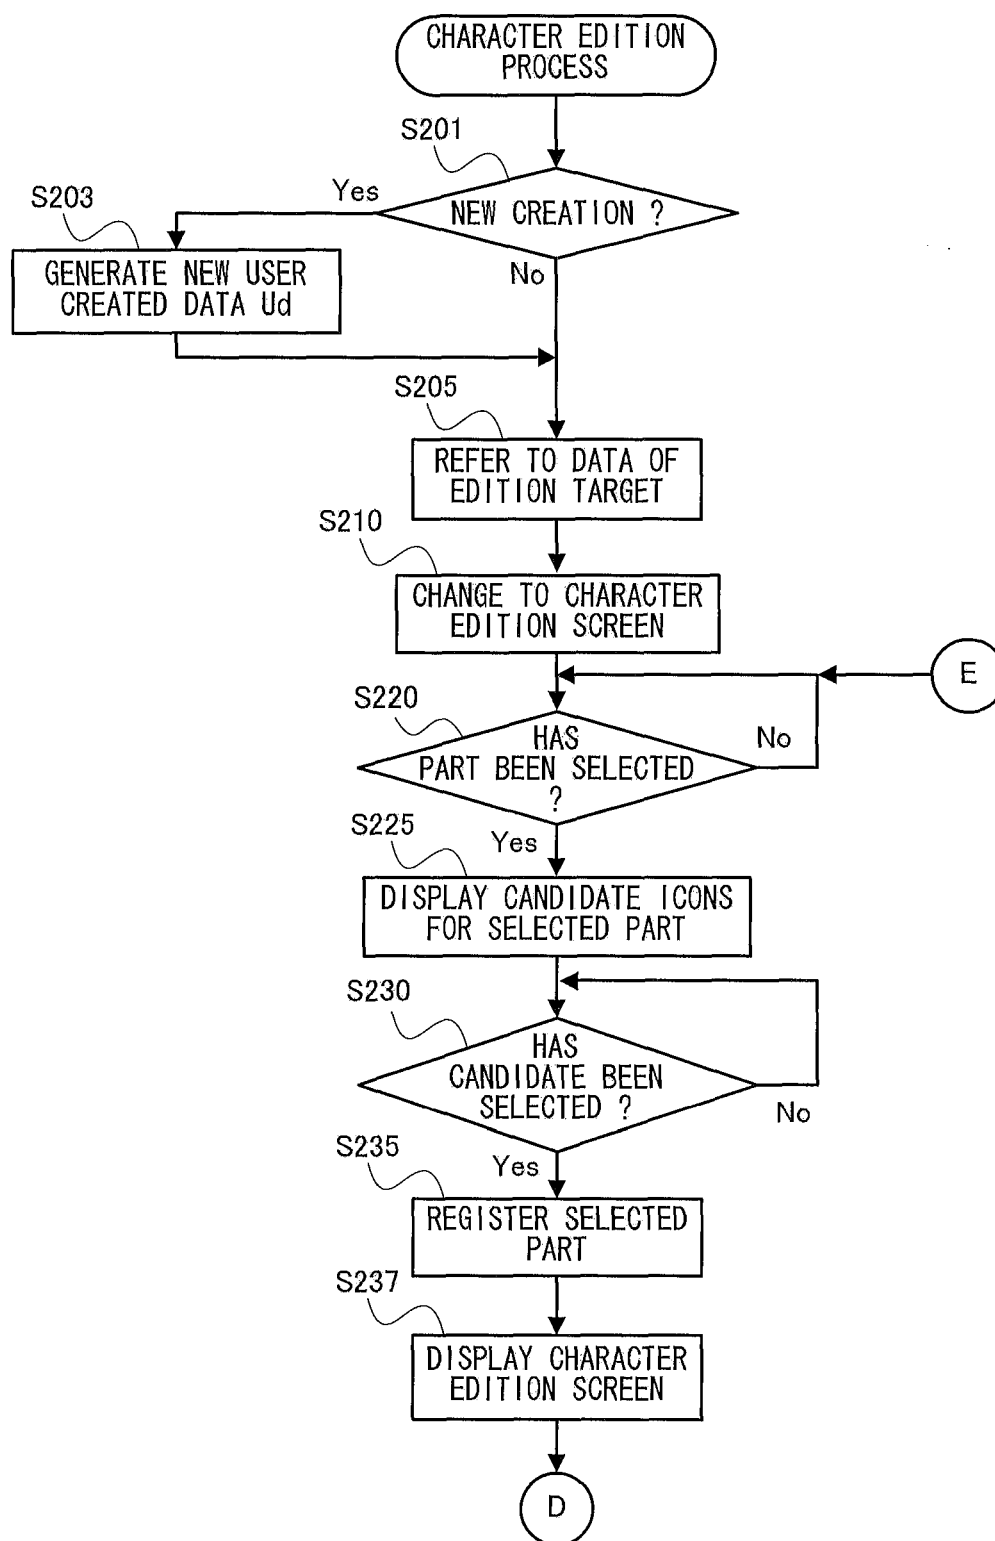 CHARACTER EDITION
PROCESS
S201
Yes
NEW CREATION ?
S203
No
GENERATE NEW USER
CREATED DATA Ud
S205
REFER TO DATA OF
EDITION TARGET
S210
CHANGE TO CHARACTER
EDITION SCREEN
E
S220
HAS
PART BEEN SELECTED
?
No
S225
Yes
DISPLAY CANDIDATE ICONS
FOR SELECTED PART
S230
HAS
CANDIDATE BEEN
SELECTED ?
No
S235
Yes
REGISTER SELECTED
PART
S237
DISPLAY CHARACTER
EDITION SCREEN
D